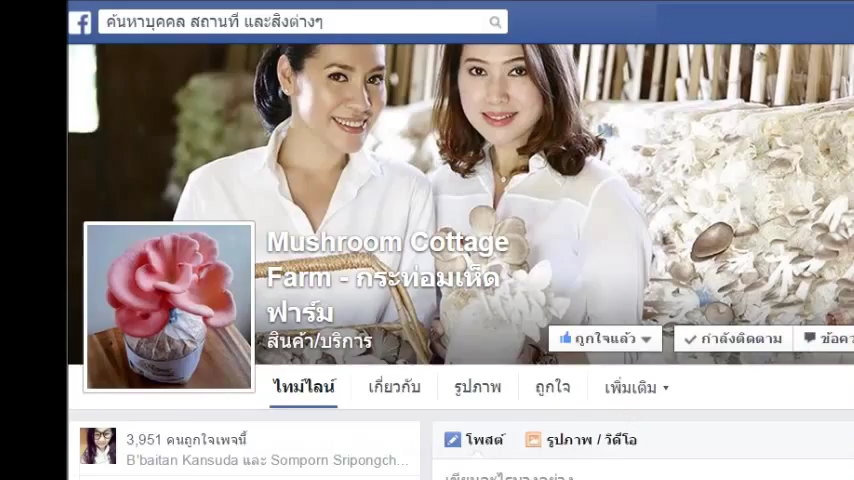 ค้นหาบุคคล สถานที่ และสิ่งต่างๆ
Mushroom Cottage
Farm - กระท่อมเห็ด
ฟาร์ม
สินค้า/บริการ
ถูกใจแล้ว
กำลังติดตาม
ข้อคว
ไทม์ไลน์
เกี่ยวกับ
รูปภาพ
ถูกใจ
เพิ่มเติม
3,951 คนถูกใจเพจนี้
B'baitan Kansuda และ Somporn Sripongch...
โพสต์
รูปภาพ / วิดีโอ